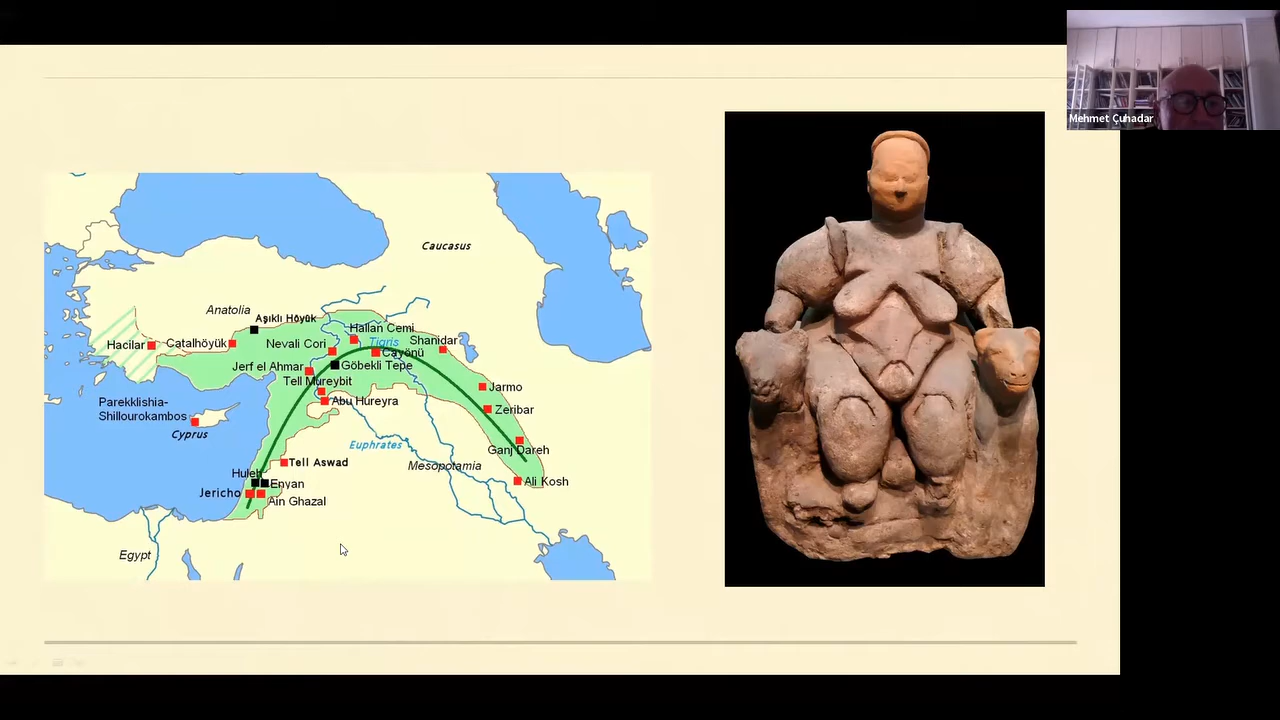 Mehmet Çuhadar
Caucasus
Anatolia
Aşıklı Höyük
Hallan Cemi
Tigris
Shanidar
Hacilar
Catalhöyük
Nevali Cori
Cayönü
Göbekli Tepe
Jerf el Ahmar
Tell Mureybit
Jarmo
Abu Hureyra
Parekklishia-
Shillourokambos
Zeribar
Cyprus
Euphrates
Ganj Dareh
Mesopotamia
Tell Aswad
Huleh
Enyan
Ali Kosh
Jericho
Ain Ghazal
Egypt